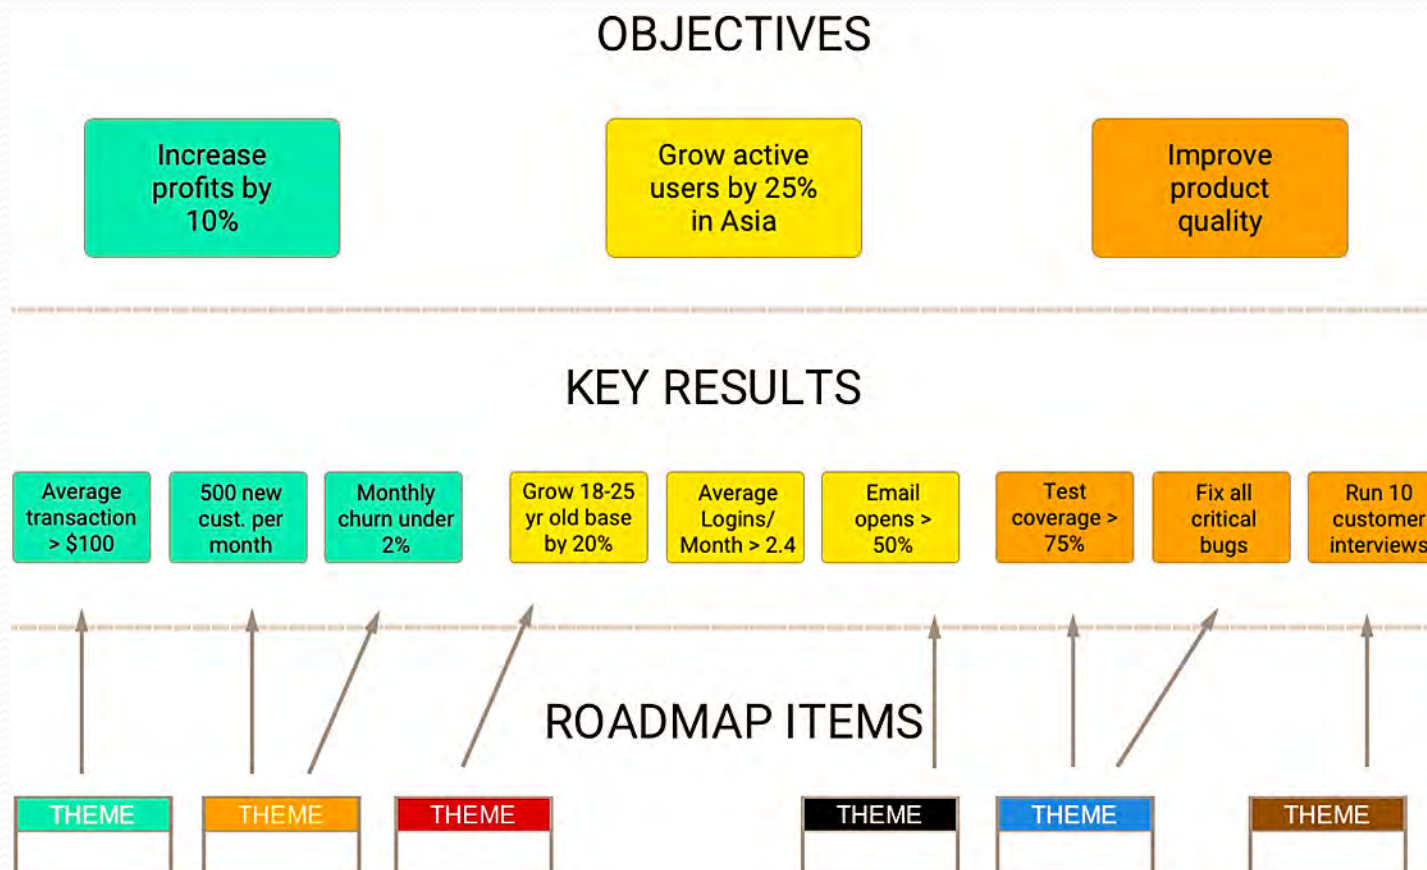 OBJECTIVES
Increase
profits by
10%
Grow active
users by 25%
in Asia
Improve
product
quality
KEY RESULTS
Average
transaction
> $100
500 new
cust. per
month
Monthly
churn under
2%
Grow 18-25
yr old base
by 20%
Average
Logins/
Month > 2.4
Email
opens >
50%
Test
coverage >
75%
Fix all
critical
bugs
Run 10
customer
interviews
ROADMAP ITEMS
THEME
THEME
THEME
THEME
THEME
THEME